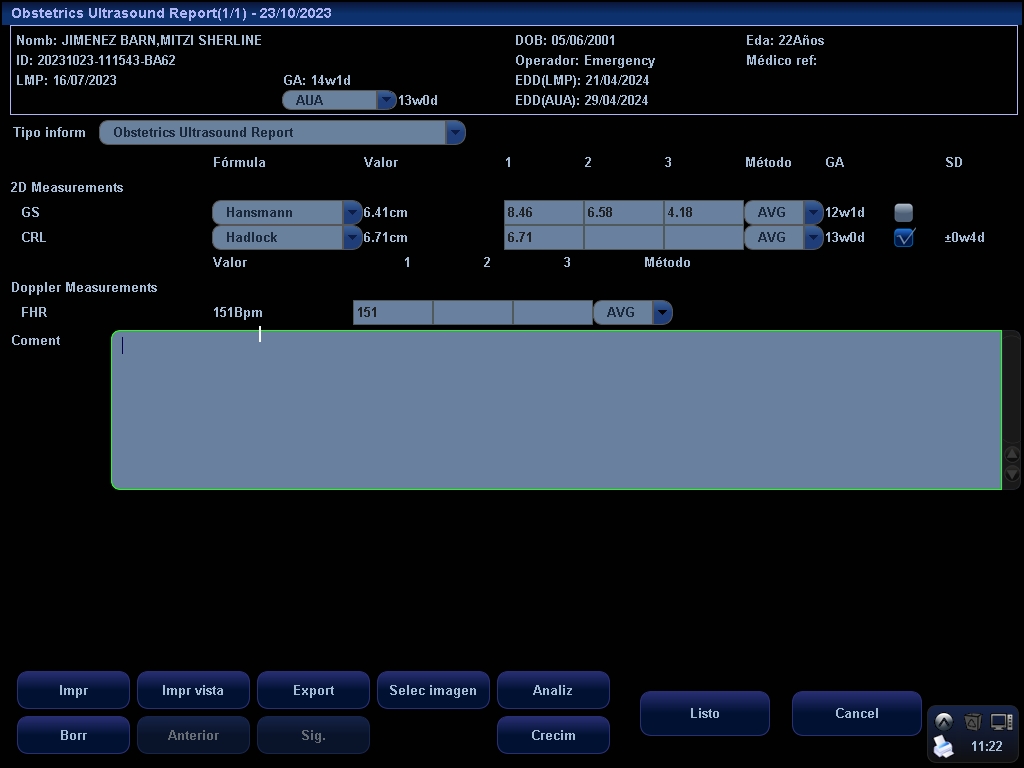 Obstetrics Ultrasound Report(1/1) - 23/10/2023
Nomb: JIMENEZ BARN,MITZI SHERLINE DOB: 05/06/2001 Eda: 22Años
ID: 20231023-111543-BA62 Operador: Emergency Médico ref:
LMP: 16/07/2023 GA: 14w1d EDD(LMP): 21/04/2024
AUA 13w0d EDD(AUA): 29/04/2024
Tipo inform Obstetrics Ultrasound Report
Fórmula Valor 1 2 3 Método GA SD
2D Measurements
GS Hansmann 6.41cm 8.46 6.58 4.18 AVG 12w1d
CRL Hadlock 6.71cm 6.71 AVG 13w0d ±0w4d
Valor 1 2 3 Método
Doppler Measurements
FHR 151Bpm 151 AVG
Coment
Impr Impr vista Export Selec imagen Analiz
Listo Cancel
Borr Anterior Sig. Crecim
11:22